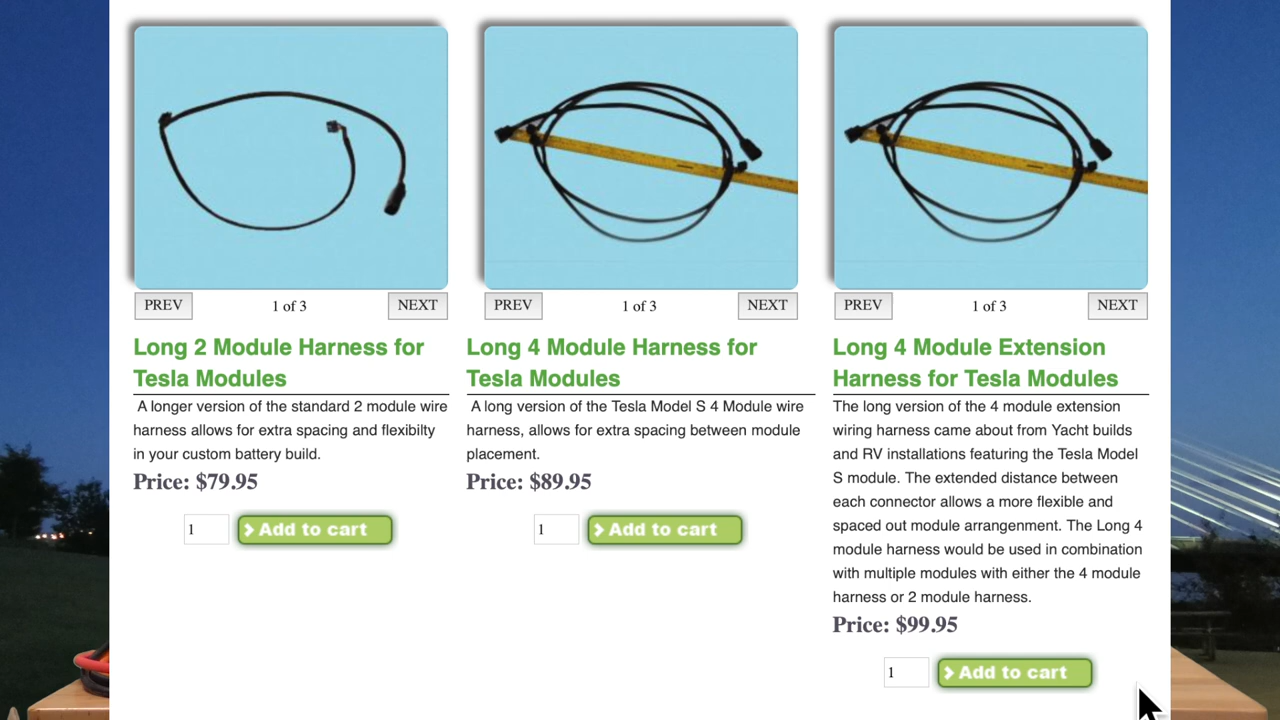 PREV 1 of 3 NEXT
Long 2 Module Harness for
Tesla Modules
A longer version of the standard 2 module wire
harness allows for extra spacing and flexibilty
in your custom battery build.
Price: $79.95
1 Add to cart
PREV 1 of 3 NEXT
Long 4 Module Harness for
Tesla Modules
A long version of the Tesla Model S 4 Module wire
harness, allows for extra spacing between module
placement.
Price: $89.95
1 Add to cart
PREV 1 of 3 NEXT
Long 4 Module Extension
Harness for Tesla Modules
The long version of the 4 module extension
wiring harness came about from Yacht builds
and RV installations featuring the Tesla Model
S module. The extended distance between
each connector allows a more flexible and
spaced out module arrangenment. The Long 4
module harness would be used in combination
with multiple modules with either the 4 module
harness or 2 module harness.
Price: $99.95
1 Add to cart